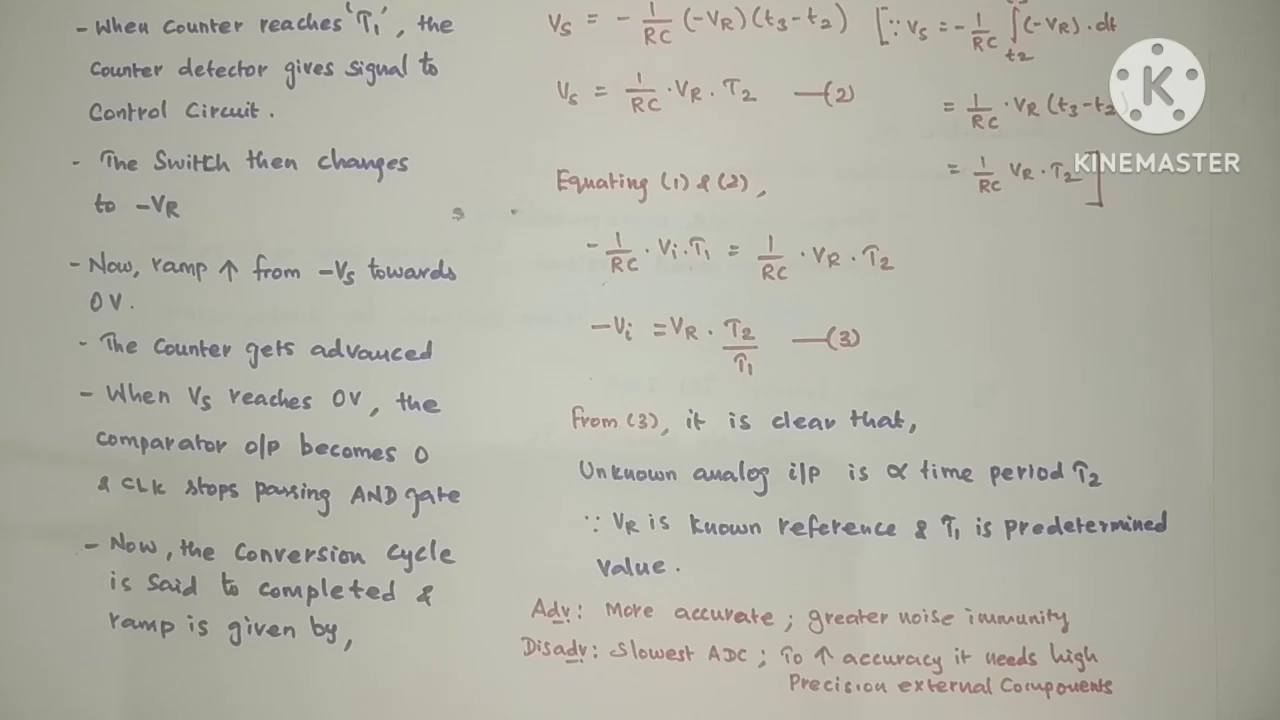 - When Counter reaches 'T₁', the
Counter detector gives signal to
Control Circuit.
- The Switch then changes
to -VR
- Now, ramp ↑ from -Vs towards
0V.
- The Counter gets advanced
- When Vs reaches 0V, the
comparator o/p becomes 0
& CLK stops passing AND gate
- Now, the Conversion Cycle
is said to completed &
ramp is given by,
Vs = - 1/RC (-VR) (t₃-t₂) [∵ Vs = - 1/RC ∫t₂ (-VR) · dt
Vs = 1/RC · VR · T₂ —(2)
= 1/RC · VR (t₃-t₂)
= 1/RC VR · T₂ ]
Equating (1) & (2),
- 1/RC · Vi · T₁ = 1/RC · VR · T₂
-Vi = VR · T₂/T₁ —(3)
From (3), it is clear that,
Unknown analog i/p is ∝ time period T₂
∵ VR is known reference & T₁ is predetermined
value.
Adv: More accurate ; greater noise immunity
Disadv: Slowest ADC ; To ↑ accuracy it needs high
Precision external Components
K
KINEMASTER